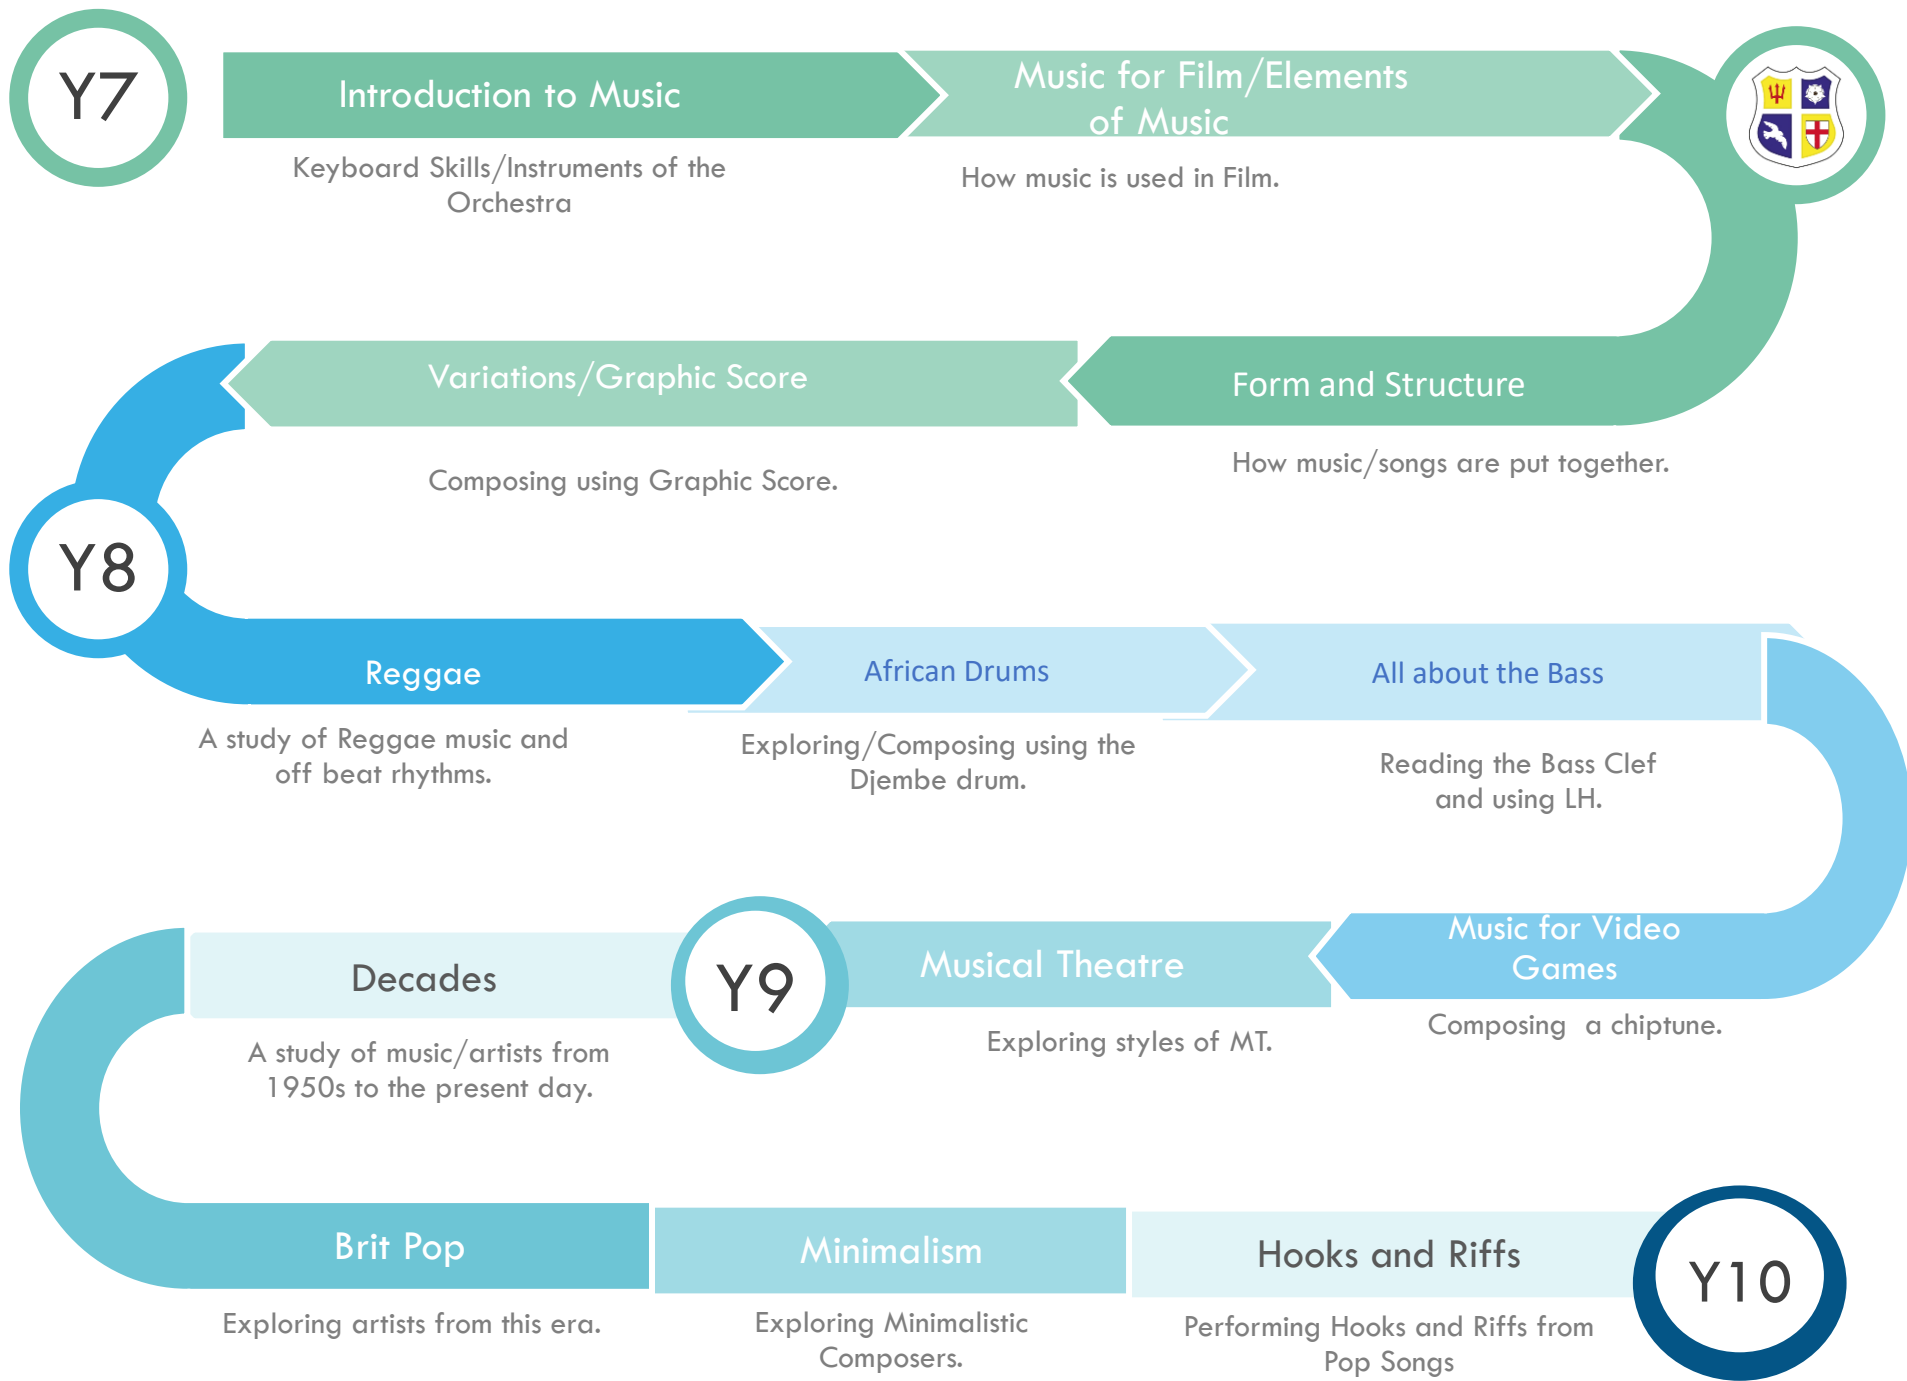 Y7
Introduction to Music
Keyboard Skills/Instruments of the
Orchestra
Music for Film/Elements
of Music
How music is used in Film.
Form and Structure
How music/songs are put together.
Variations/Graphic Score
Composing using Graphic Score.
Y8
Reggae
A study of Reggae music and
off beat rhythms.
African Drums
Exploring/Composing using the
Djembe drum.
All about the Bass
Reading the Bass Clef
and using LH.
Music for Video
Games
Composing  a chiptune.
Musical Theatre
Exploring styles of MT.
Y9
Decades
A study of music/artists from
1950s to the present day.
Brit Pop
Exploring artists from this era.
Minimalism
Exploring Minimalistic
Composers.
Hooks and Riffs
Performing Hooks and Riffs from
Pop Songs
Y10